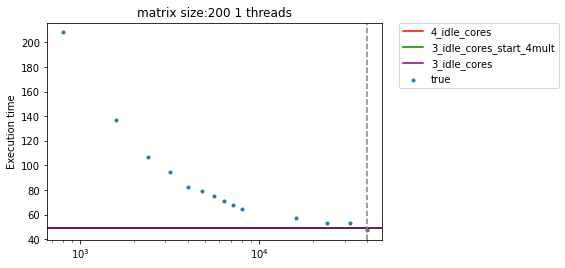 matrix size:200 1 threads
Execution time
200
180
160
140
120
100
80
60
40
10³
10⁴
4_idle_cores
3_idle_cores_start_4mult
3_idle_cores
true